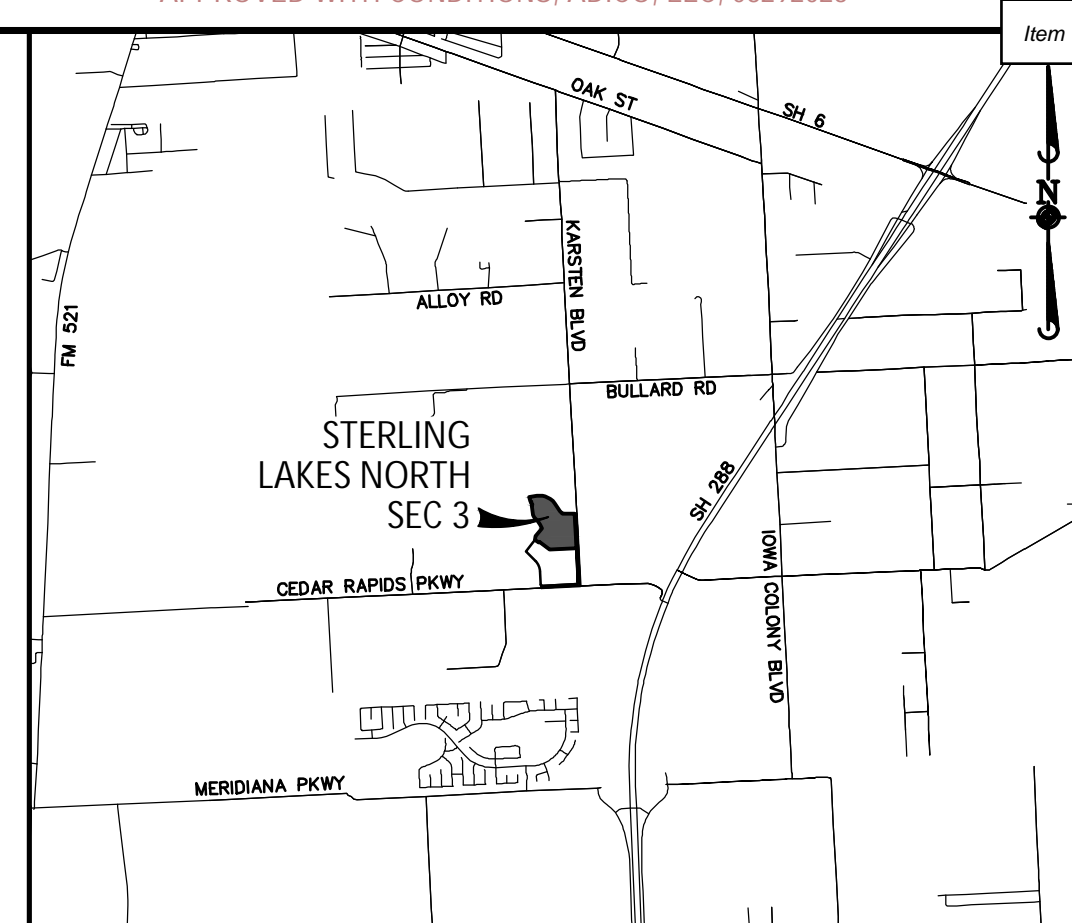 Item
OAK ST
SH 6
N
KARSTEN BLVD
ALLOY RD
FM 521
BULLARD RD
STERLING
LAKES NORTH
SEC 3
SH 288
IOWA COLONY BLVD
CEDAR RAPIDS PKWY
MERIDIANA PKWY